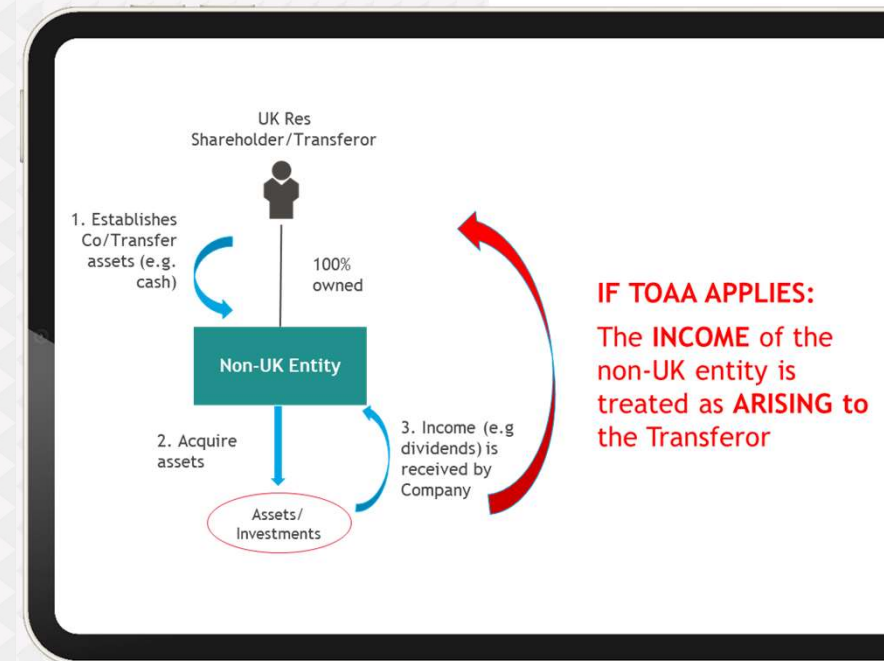 UK Res
Shareholder/Transferor
1. Establishes
Co/Transfer
assets (e.g.
cash)
100%
owned
Non-UK Entity
2. Acquire
assets
3. Income (e.g
dividends) is
received by
Company
Assets/
Investments
IF TOAA APPLIES:
The INCOME of the
non-UK entity is
treated as ARISING to
the Transferor